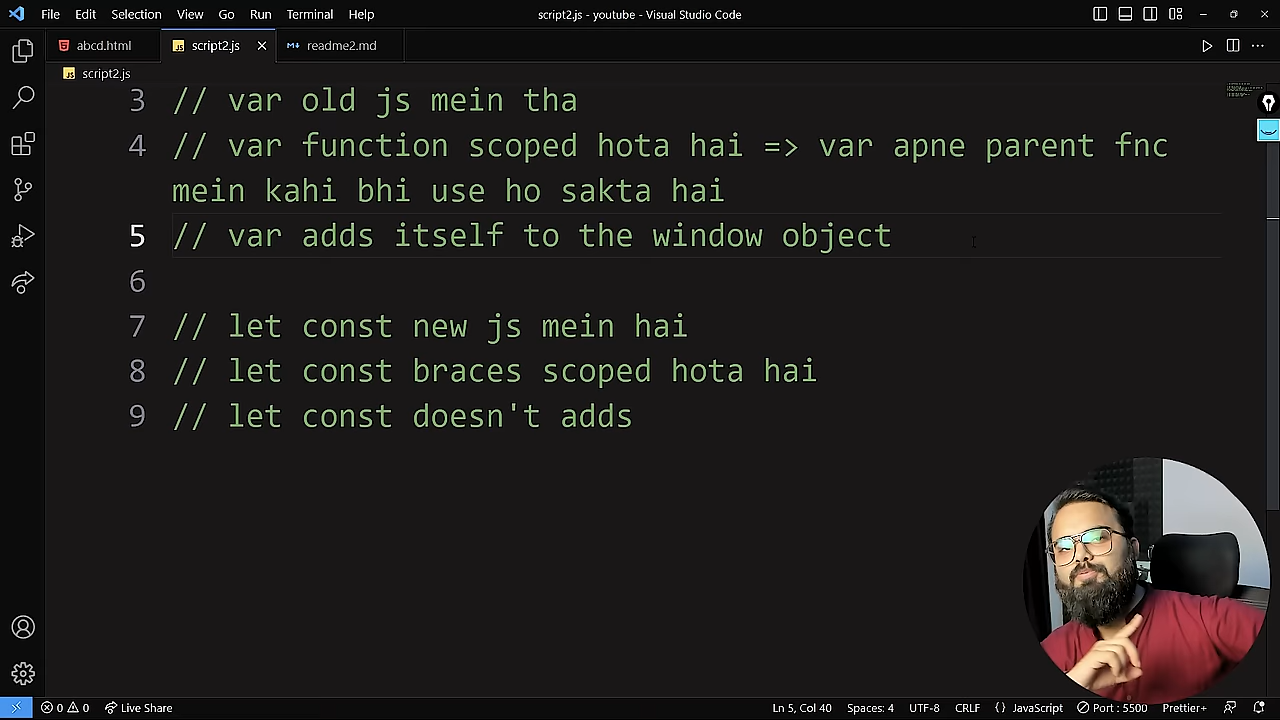 File Edit Selection View Go Run Terminal Help script2.js - youtube - Visual Studio Code
abcd.html JS script2.js readme2.md
JS script2.js
3 // var old js mein tha
4 // var function scoped hota hai => var apne parent fnc
mein kahi bhi use ho sakta hai
5 // var adds itself to the window object
6
7 // let const new js mein hai
8 // let const braces scoped hota hai
9 // let const doesn't adds
0 0 Live Share Ln 5, Col 40 Spaces: 4 UTF-8 CRLF {} JavaScript Port : 5500 Prettier+